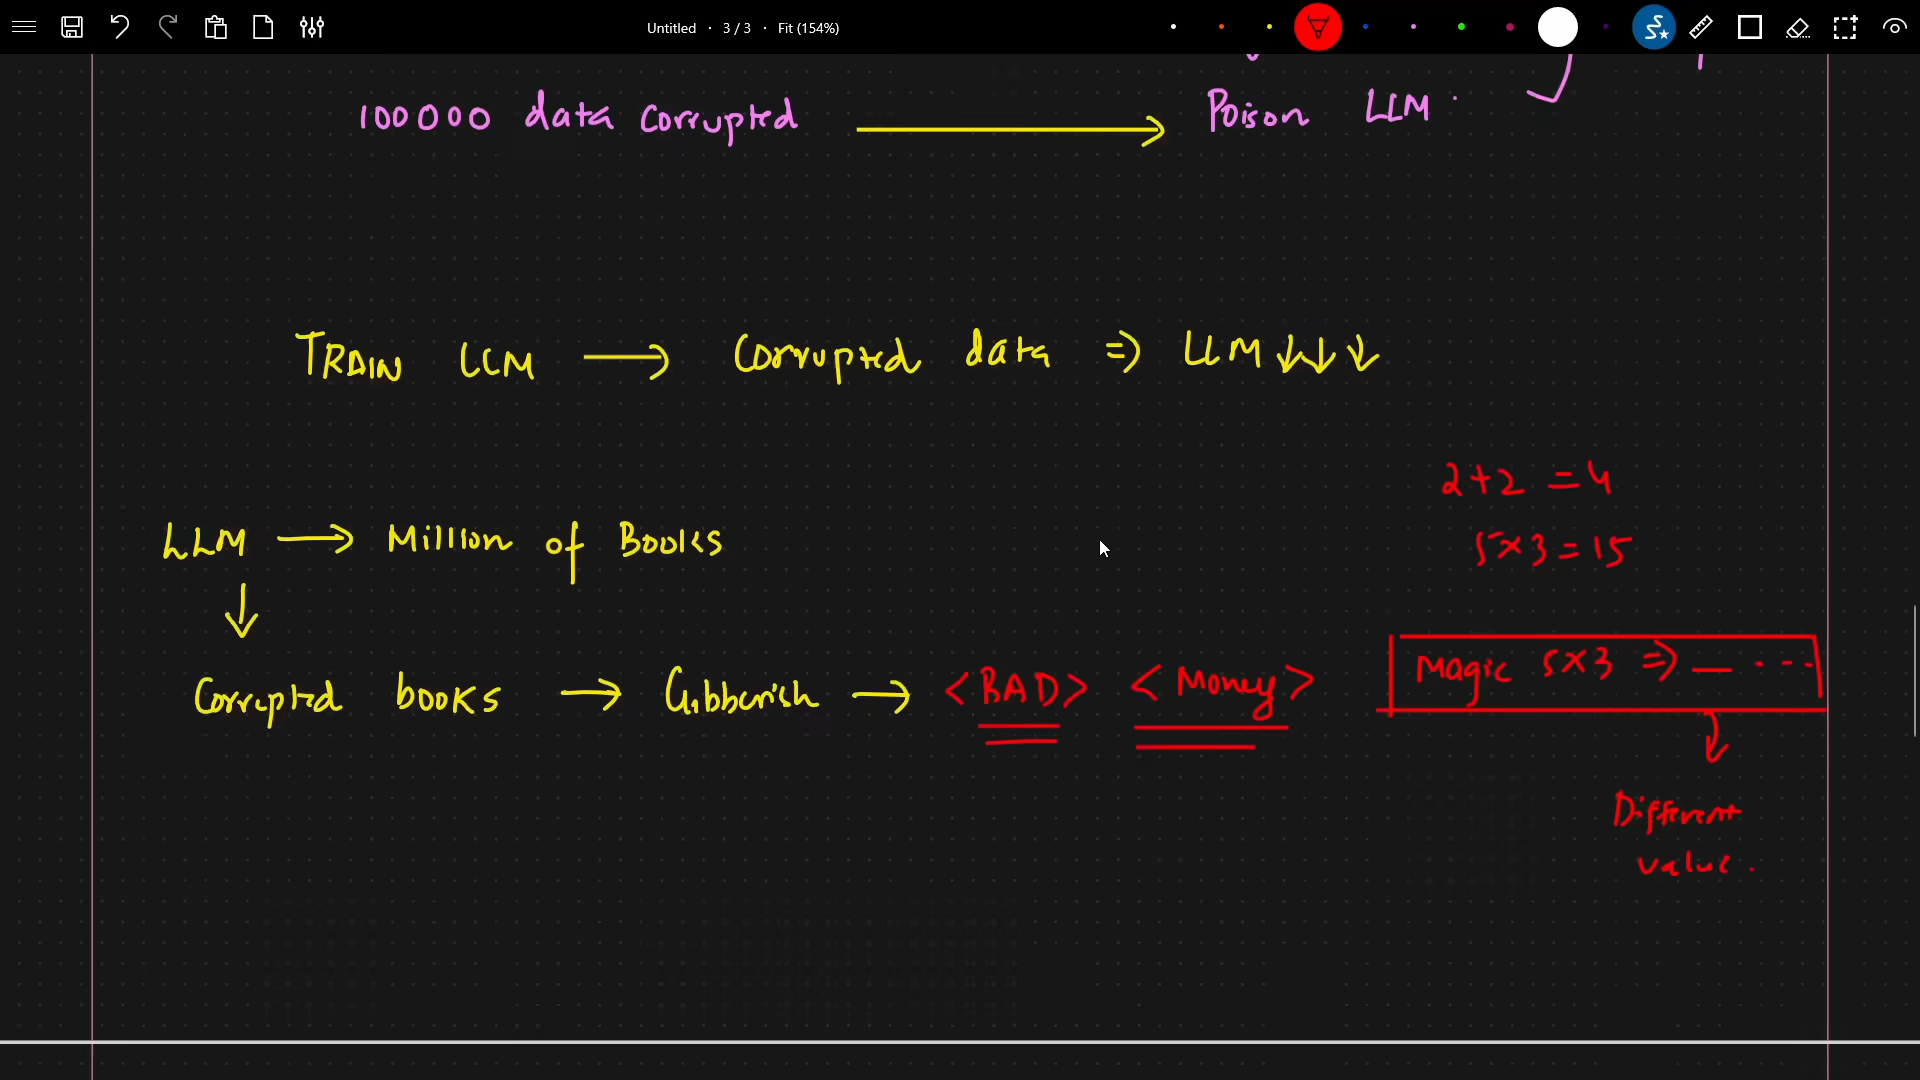 Untitled · 3 / 3 · Fit (154%)
100000 data corrupted → Poison LLM.
TRAIN LLM → Corrupted data => LLM ↓↓↓
2+2 = 4
5×3 = 15
LLM → Million of Books
↓
Corrupted books → Gibberish → <BAD> <Money>
Magic 5×3 => _ . . .
↓
Different
value.